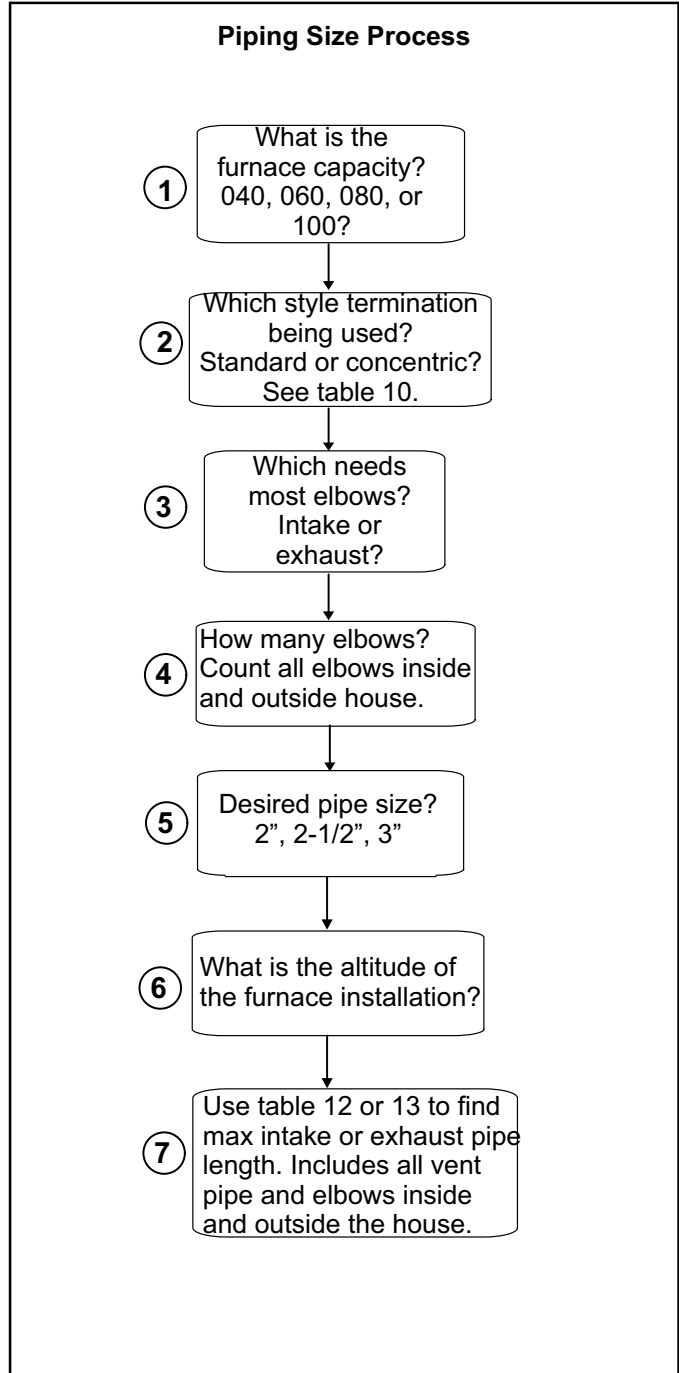 Piping Size Process
1
What is the
furnace capacity?
040, 060, 080, or
100?
2
Which style termination
being used?
Standard or concentric?
See table 10.
3
Which needs
most elbows?
Intake or
exhaust?
4
How many elbows?
Count all elbows inside
and outside house.
5
Desired pipe size?
2”, 2-1/2”, 3”
6
What is the altitude of
the furnace installation?
7
Use table 12 or 13 to find
max intake or exhaust pipe
length. Includes all vent
pipe and elbows inside
and outside the house.